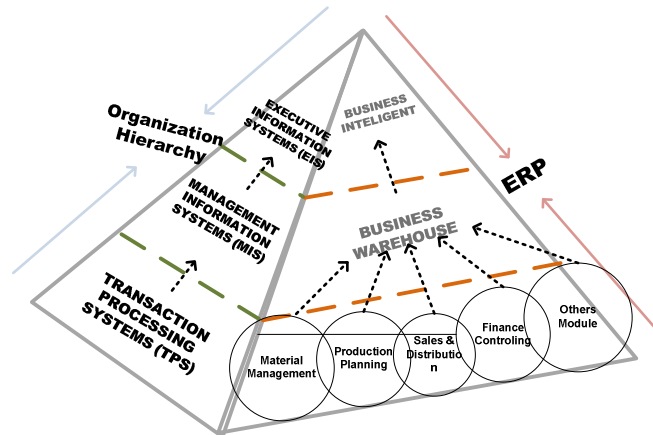 Organization
Hierarchy
EXECUTIVE
INFORMATION
SYSTEMS (EIS)
MANAGEMENT
INFORMATION
SYSTEMS (MIS)
TRANSACTION
PROCESSING
SYSTEMS (TPS)
BUSINESS
INTELIGENT
ERP
BUSINESS
WAREHOUSE
Material
Management
Production
Planning
Sales &
Distributio
n
Finance
Controling
Others
Module